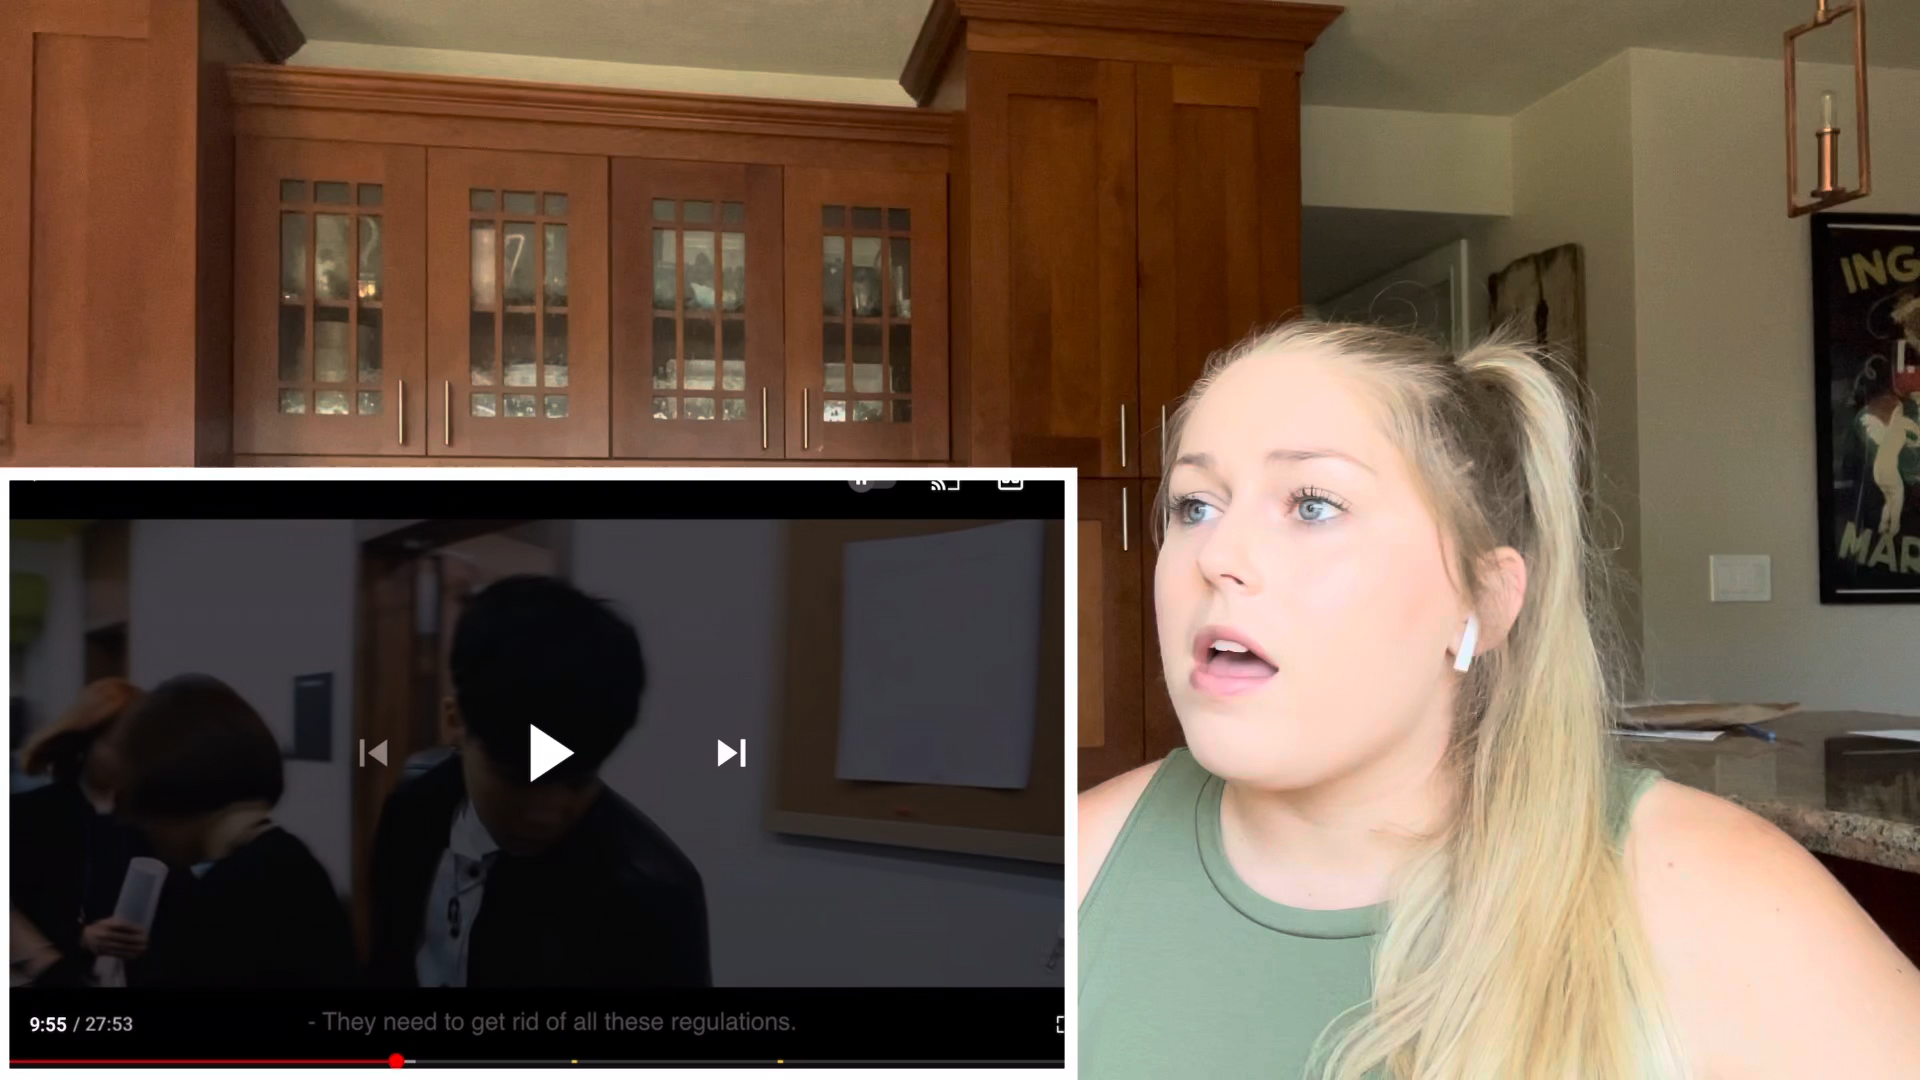 ING
MAR
9:55 / 27:53
- They need to get rid of all these regulations.